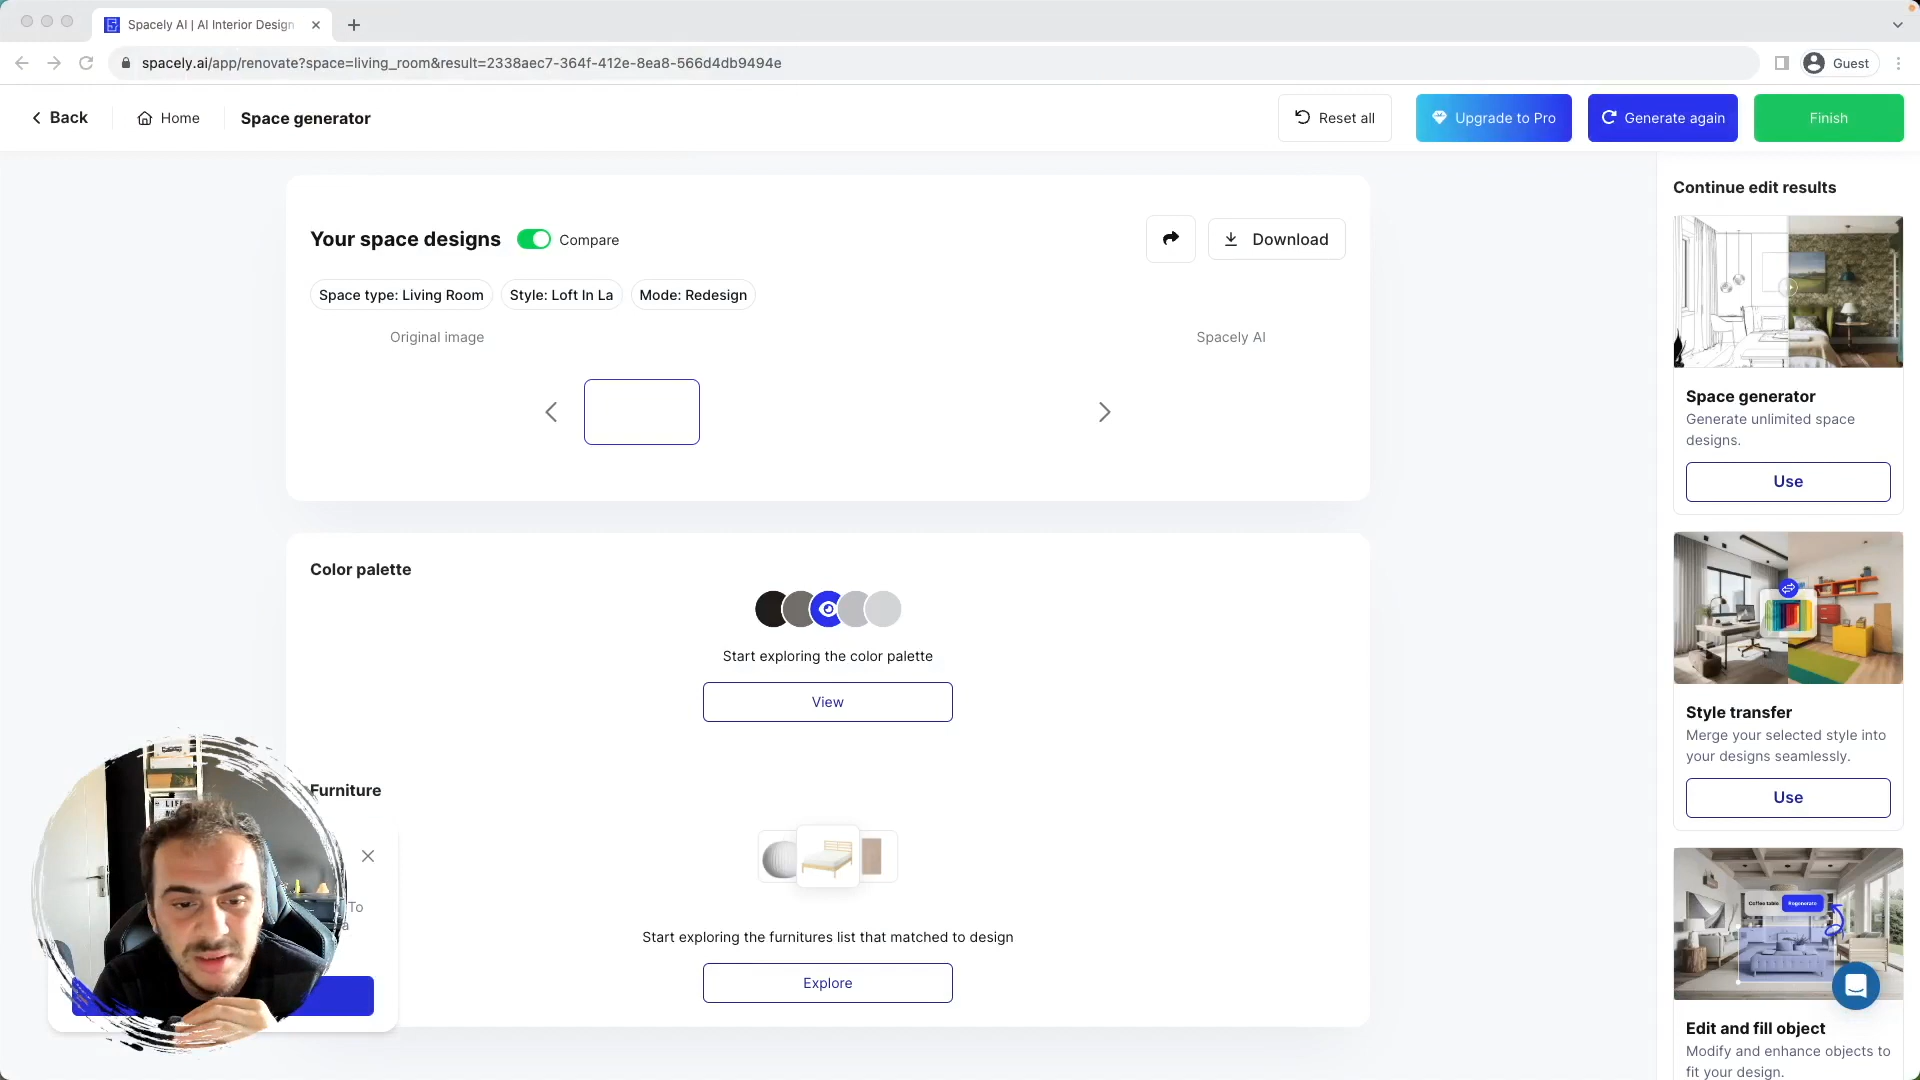 Spacely AI | AI Interior Design
spacely.ai/app/renovate?space=living_room&result=2338aec7-364f-412e-8ea8-566d4db9494e
Guest
Back
Home
Space generator
Reset all
Upgrade to Pro
Generate again
Finish
Your space designs
Compare
Download
Space type: Living Room
Style: Loft In La
Mode: Redesign
Original image
Spacely AI
Color palette
Start exploring the color palette
View
Furniture
To
a
LIFE
Start exploring the furnitures list that matched to design
Explore
Continue edit results
Space generator
Generate unlimited space
designs.
Use
Style transfer
Merge your selected style into
your designs seamlessly.
Use
Coffee table
Regenerate
Edit and fill object
Modify and enhance objects to
fit your design.